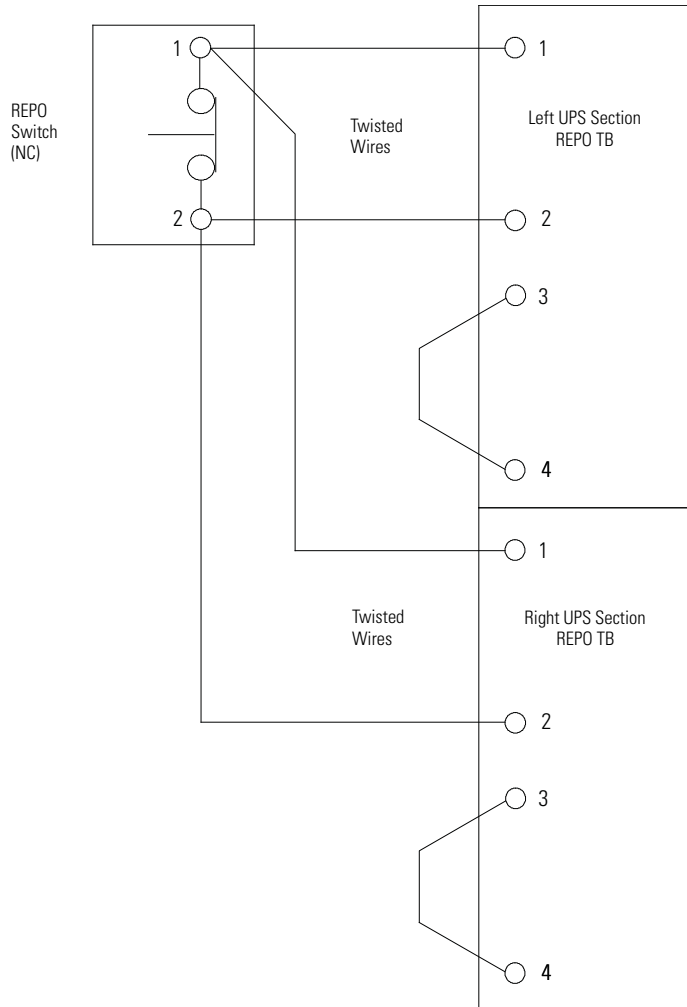 REPO
Switch
(NC)
1
2
Twisted
Wires
1
Left UPS Section
REPO TB
2
3
4
1
Twisted
Wires
Right UPS Section
REPO TB
2
3
4